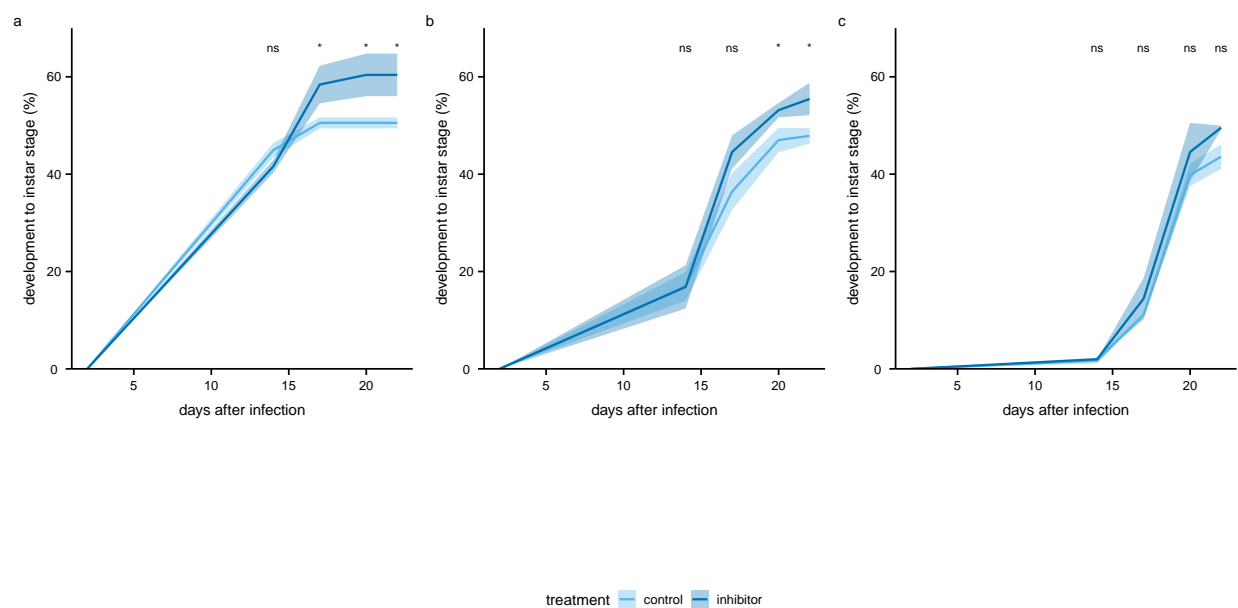 a
ns * * *
development to instar stage (%)
60
40
20
0
5 10 15 20
days after infection
b
ns ns * *
development to instar stage (%)
60
40
20
0
5 10 15 20
days after infection
c
ns ns ns ns
development to instar stage (%)
60
40
20
0
5 10 15 20
days after infection
treatment control inhibitor